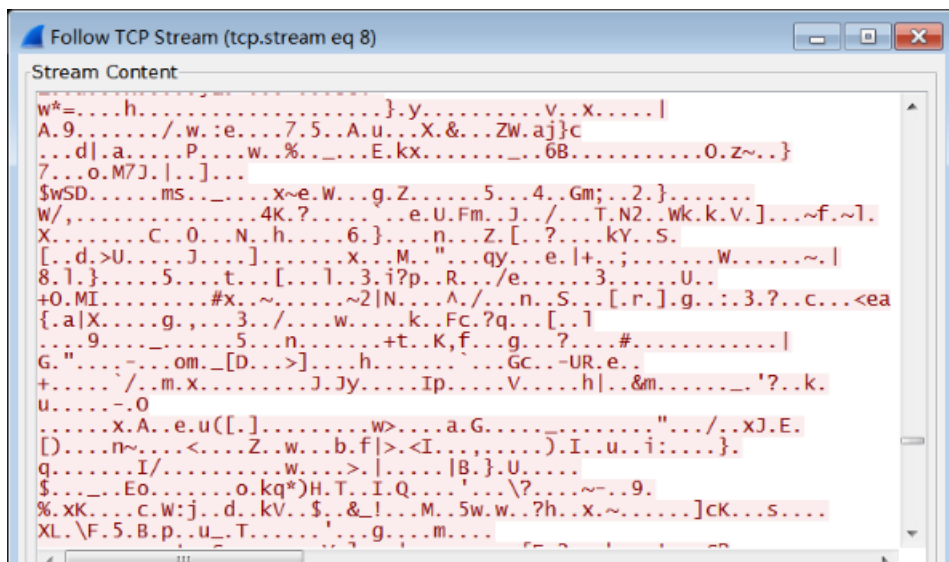 Follow TCP Stream (tcp.stream eq 8)
Stream Content
w*=....h......................}.y..........v..x.....|
A.9......./.w.:e....7.5..A.u...X.&...ZW.aj}c
...d|.a.....P....w..%.._...E.kx........_..6B...........O.z~..}
7...o.M7J.|..]...
$wSD......ms.._....x~e.W...g.Z......5...4..Gm;..2.}.......
W/,...............4K.?.....`..e.U.Fm..J../...T.N2..Wk.k.V.]...~f.~l.
X........C..0...N..h.....6.}....n...Z.[..?....kY..S.
[..d.>U.....J....].........x...M.."...qy...e.|+..;.......W......~.|
8.l.}.....5....t...[...l..3.i?p..R.../e......3......U..
+O.MI..........#x..~.......~2|N....^./...n..S...[.r.].g..:.3.?..c...<ea
{.a|X.....g.,...3../....w.....k..Fc.?q...[..l
....9...._......5...n........+t..K,f...g...?....#.............|
G."....-...om._[D...>]....h........`...Gc..-UR.e..
+.....`/..m.x..........J.Jy.....Ip.....V.....h|..&m......._.'?..k.
u.....-.O
......x.A..e.u([.].........w>....a.G....._.........".../..xJ.E.
[)....n~....<....Z..w...b.f|>.<I...,.....).I..u..i:....}.
q.......I/..........w....>.|.....|B.}.U.....
$..._..Eo.......o.kq*)H.T..I.Q....'...\?....~-..9.
%.xK....c.W:j..d..kV..$..&_!...M..5w.w..?h..x.~......]cK...s....
XL.\F.5.B.p..u_.T......'...g....m....